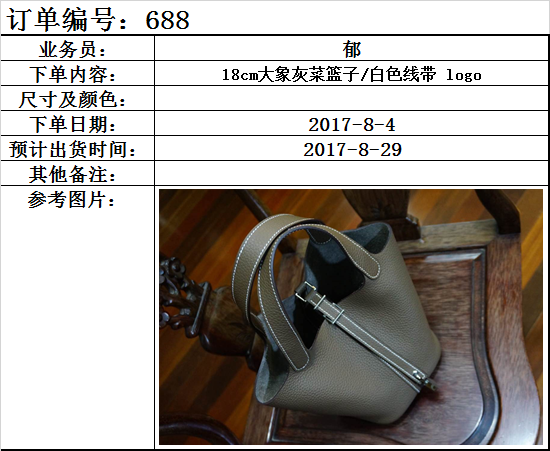 订单编号：688
业务员： 郁
下单内容： 18cm大象灰菜篮子/白色线带 logo
尺寸及颜色：
下单日期： 2017-8-4
预计出货时间： 2017-8-29
其他备注：
参考图片：